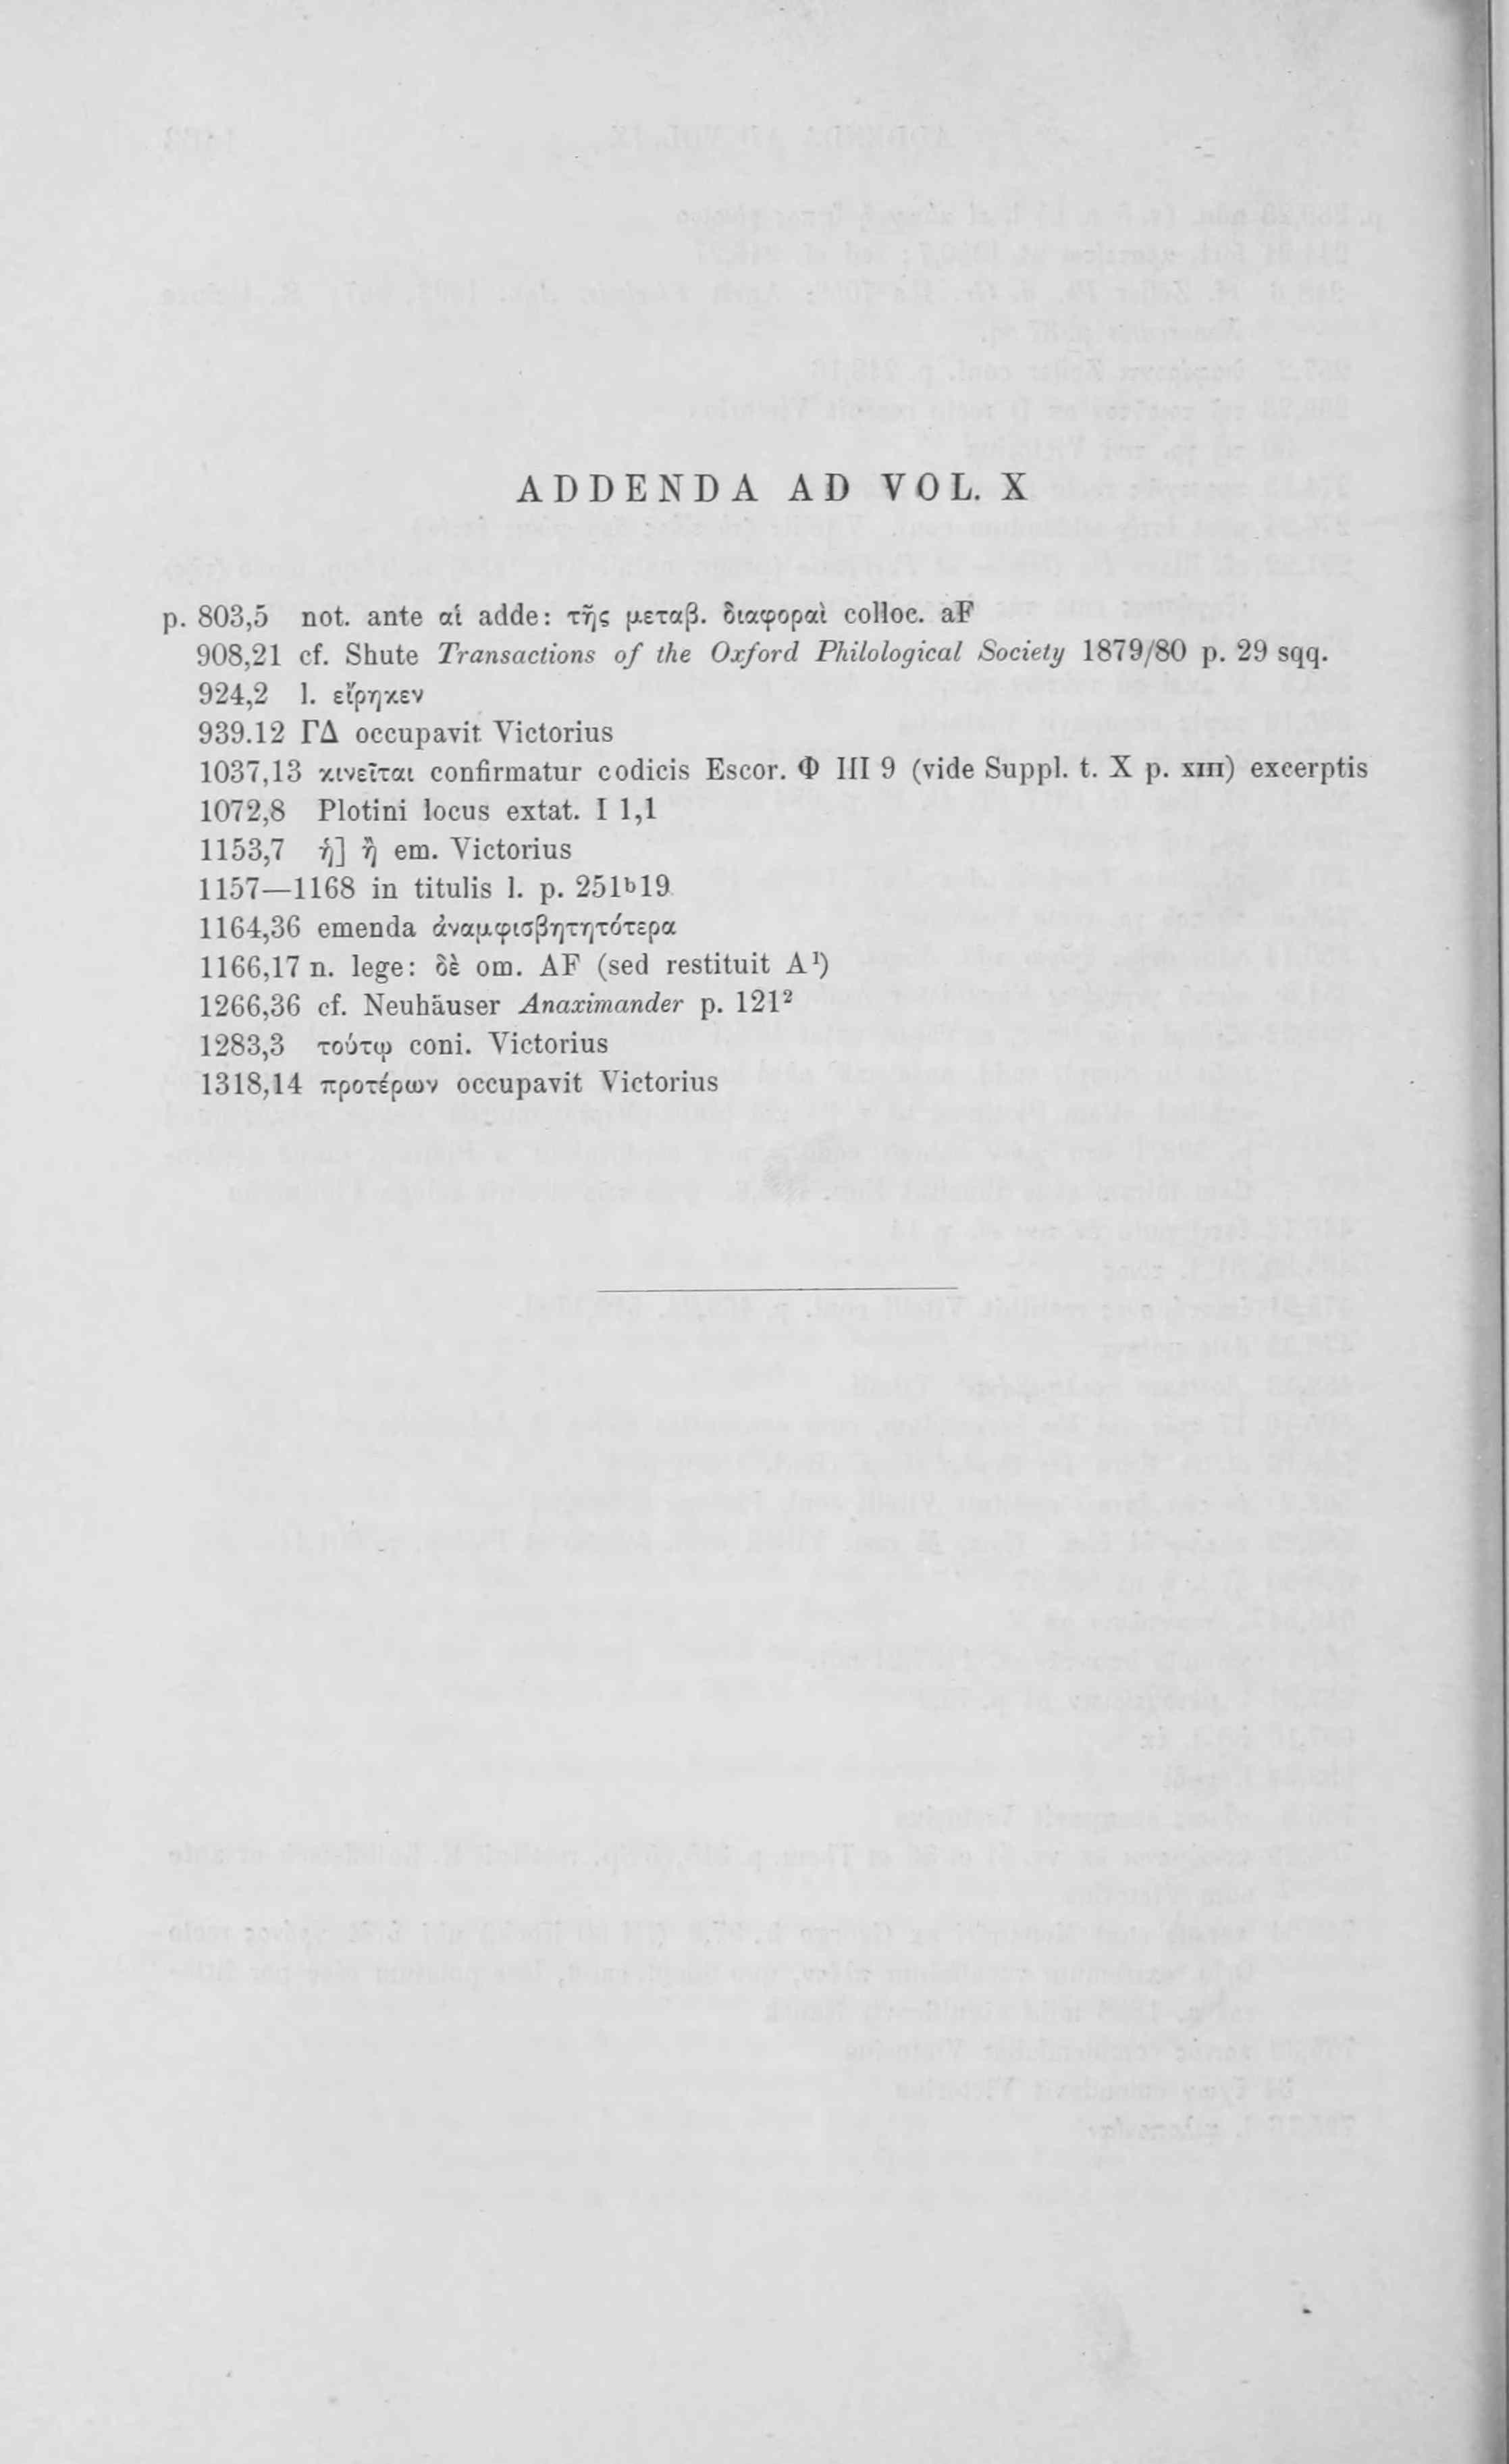 ADDENDA AD VOL. X
p. 803,5 not. ante αἱ adde: τῆς μεταβ. διαφοραὶ colloc. aF
908,21 cf. Shute Transactions of the Oxford Philological Society 1879/80 p. 29 sqq.
924,2 l. εἴρηκεν
939.12 ΓΔ occupavit Victorius
1037,13 κινεῖται confirmatur codicis Escor. Φ III 9 (vide Suppl. t. X p. XIII) excerptis
1072,8 Plotini locus extat. I 1,1
1153,7 ἡ] ἢ em. Victorius
1157—1168 in titulis l. p. 251b19
1164,36 emenda ἀναμφισβητητότερα
1166,17 n. lege: δὲ om. AF (sed restituit A¹)
1266,36 cf. Neuhäuser Anaximander p. 121²
1283,3 τούτῳ coni. Victorius
1318,14 προτέρων occupavit Victorius